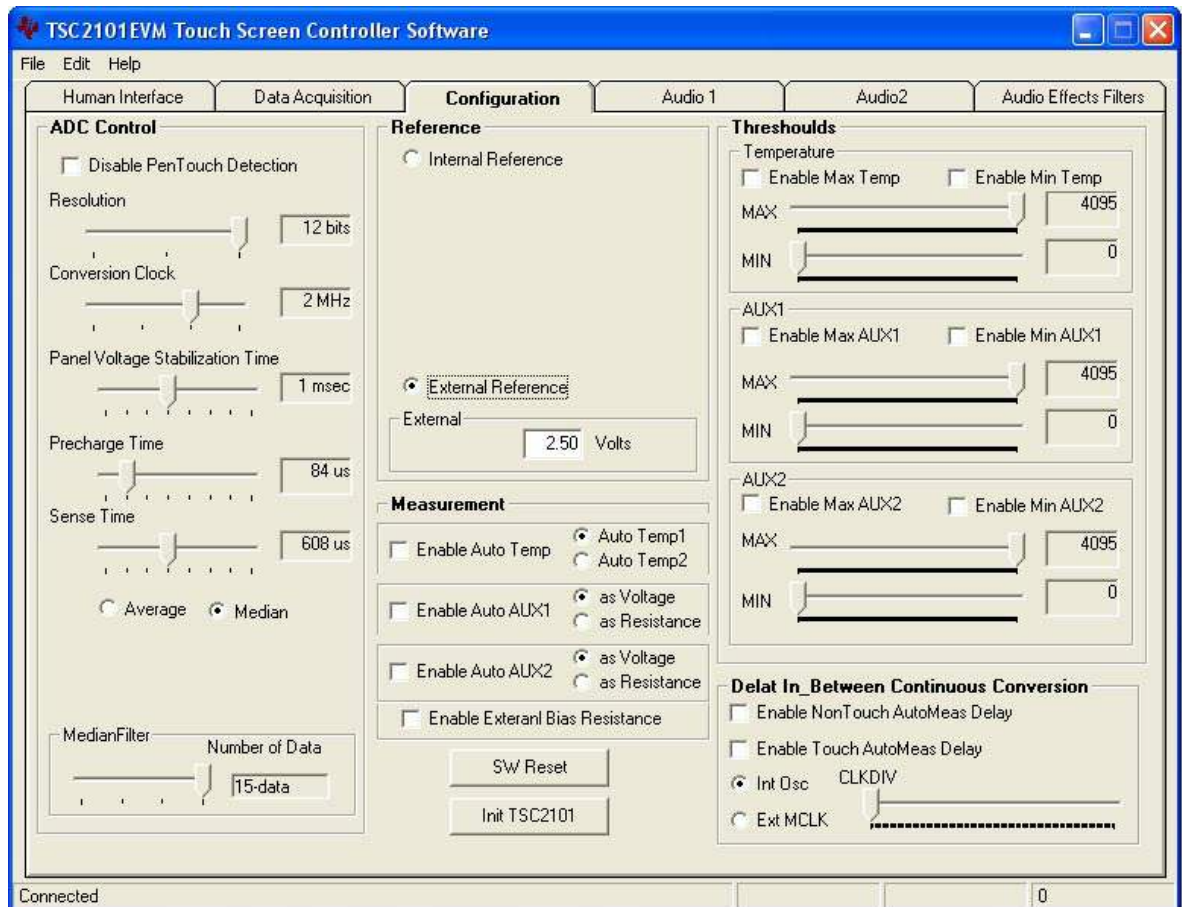 TSC2101EVM Touch Screen Controller Software
File Edit Help
Human Interface Data Acquisition Configuration Audio 1 Audio2 Audio Effects Filters
ADC Control
Disable PenTouch Detection
Resolution
12 bits
Conversion Clock
2 MHz
Panel Voltage Stabilization Time
1 msec
Precharge Time
84 us
Sense Time
608 us
Average Median
MedianFilter
Number of Data
15-data
Reference
Internal Reference
External Reference
External
2.50 Volts
Measurement
Enable Auto Temp
Auto Temp1
Auto Temp2
Enable Auto AUX1
as Voltage
as Resistance
Enable Auto AUX2
as Voltage
as Resistance
Enable Exteranl Bias Resistance
SW Reset
Init TSC2101
Threshoulds
Temperature
Enable Max Temp Enable Min Temp
MAX 4095
MIN 0
AUX1
Enable Max AUX1 Enable Min AUX1
MAX 4095
MIN 0
AUX2
Enable Max AUX2 Enable Min AUX2
MAX 4095
MIN 0
Delat In_Between Continuous Conversion
Enable NonTouch AutoMeas Delay
Enable Touch AutoMeas Delay
Int Osc CLKDIV
Ext MCLK
Connected 0